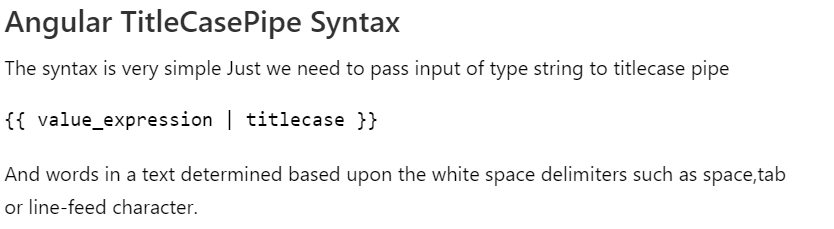 Angular TitleCasePipe Syntax
The syntax is very simple Just we need to pass input of type string to titlecase pipe
{{ value_expression | titlecase }}
And words in a text determined based upon the white space delimiters such as space,tab
or line-feed character.